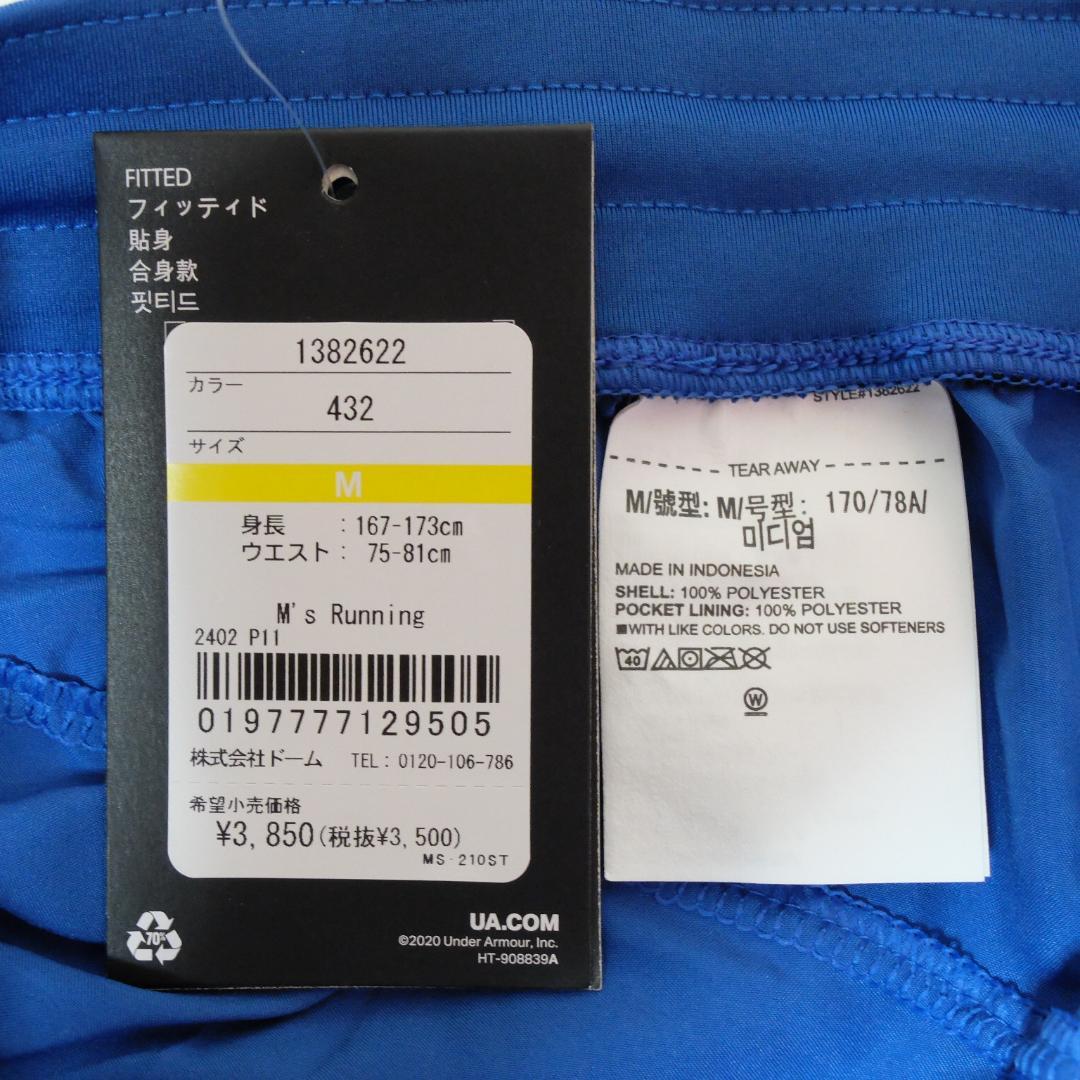 FITTED
フィッティド
貼身
合身款
핏티드
1382622
カラー
432
サイズ
M
身長 : 167-173cm
ウエスト : 75-81cm
M's Running
2402 P11
0197777129505
株式会社ドーム TEL: 0120-106-786
希望小売価格
¥3,850(税抜¥3,500)
MS-210ST
70%
UA.COM
©2020 Under Armour, Inc.
HT-908839A
STYLE#1382622
TEAR AWAY
M/號型: M/号型: 170/78A/
미디엄
MADE IN INDONESIA
SHELL: 100% POLYESTER
POCKET LINING: 100% POLYESTER
■WITH LIKE COLORS. DO NOT USE SOFTENERS
40
W